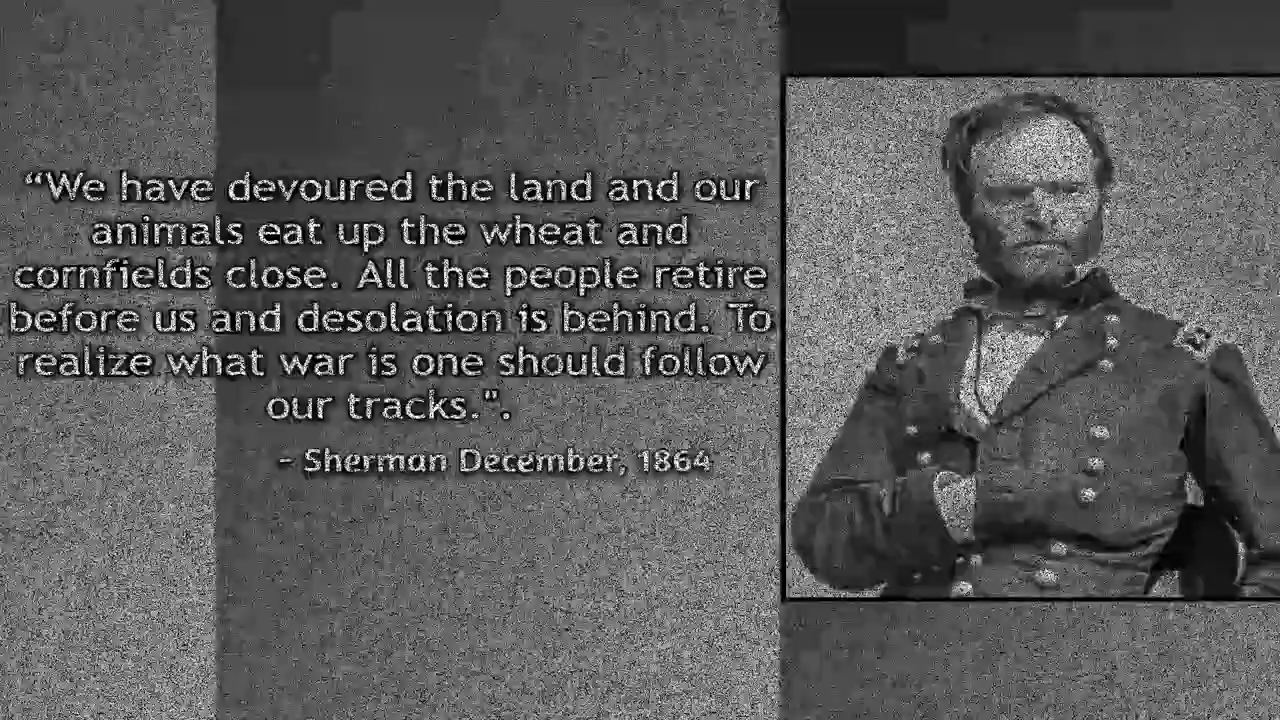 “We have devoured the land and our
animals eat up the wheat and
cornfields close. All the people retire
before us and desolation is behind. To
realize what war is one should follow
our tracks.".
- Sherman December, 1864